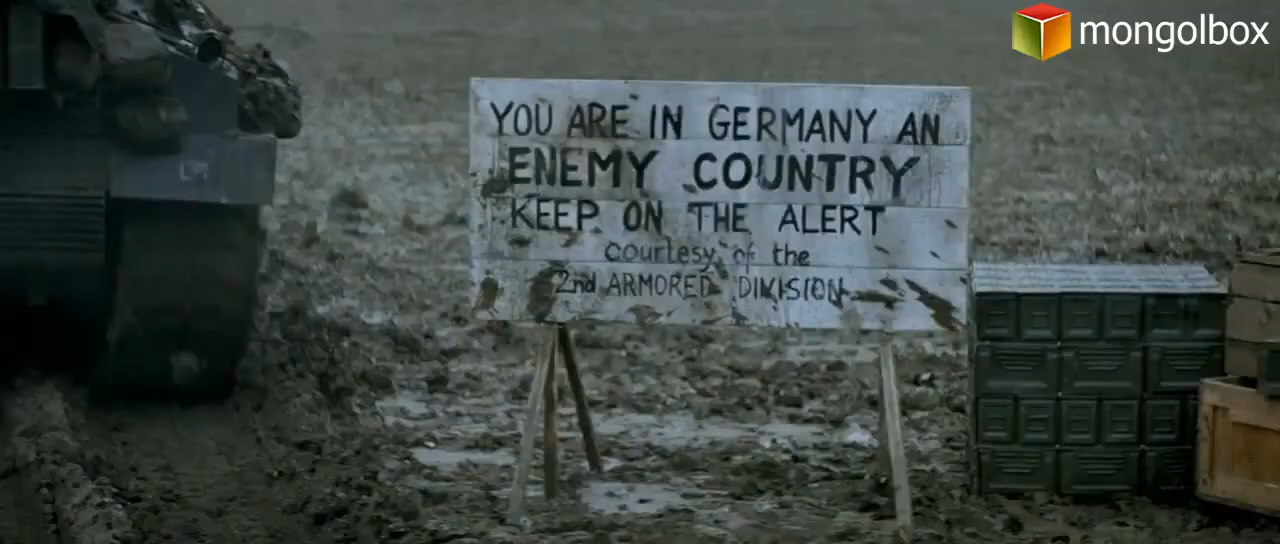 mongolbox
YOU ARE IN GERMANY AN
ENEMY COUNTRY
KEEP ON THE ALERT
courtesy of the
2nd ARMORED DIVISION